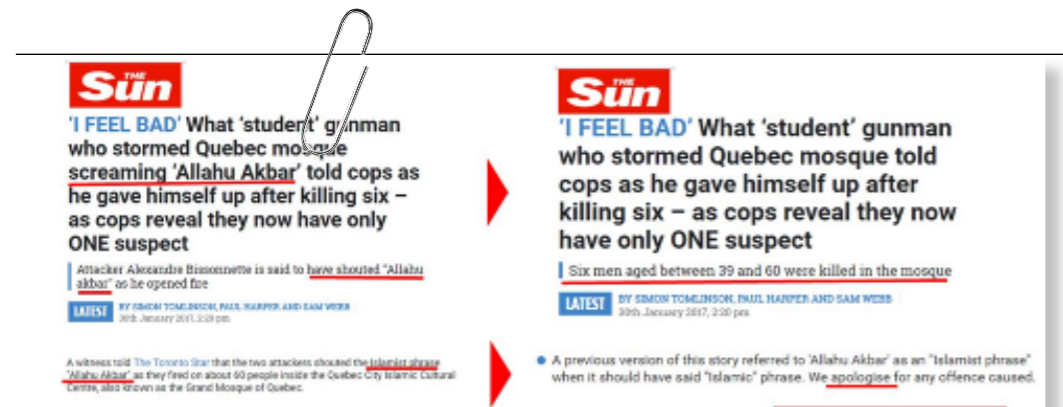 THE
Sun
'I FEEL BAD' What 'student' gunman
who stormed Quebec mosque
screaming 'Allahu Akbar' told cops as
he gave himself up after killing six –
as cops reveal they now have only
ONE suspect
Attacker Alexandre Bissonnette is said to have shouted "Allahu
akbar" as he opened fire
LATEST
BY SIMON TOMLINSON, PAUL HARPER AND SAM WEBB
30th January 2017, 2:20 pm
A witness told The Toronto Star that the two attackers shouted the Islamist phrase
"Allahu Akbar" as they fired on about 60 people inside the Quebec City Islamic Cultural
Centre, also known as the Grand Mosque of Quebec.
THE
Sun
'I FEEL BAD' What 'student' gunman
who stormed Quebec mosque told
cops as he gave himself up after
killing six – as cops reveal they now
have only ONE suspect
Six men aged between 39 and 60 were killed in the mosque
LATEST
BY SIMON TOMLINSON, PAUL HARPER AND SAM WEBB
30th January 2017, 2:20 pm
A previous version of this story referred to 'Allahu Akbar' as an "Islamist phrase"
when it should have said "Islamic" phrase. We apologise for any offence caused.